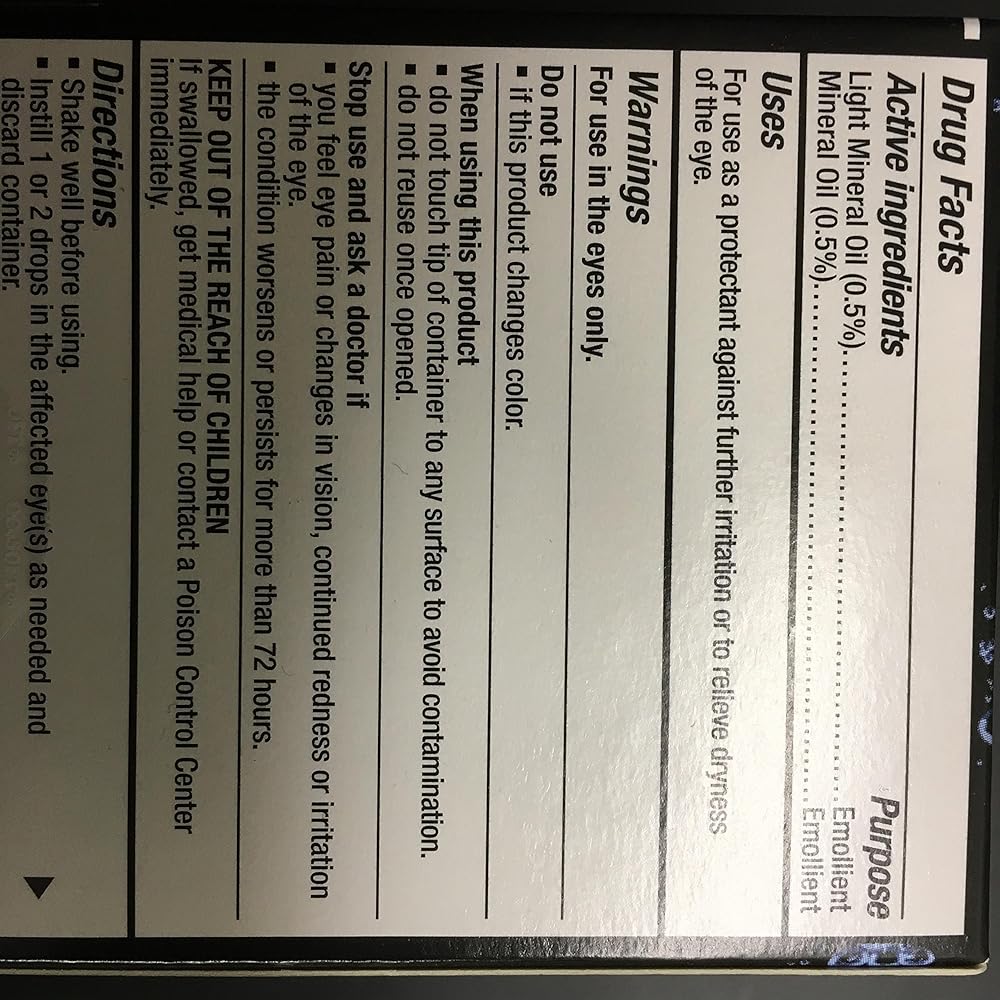 Drug Facts
Active ingredients Purpose
Light Mineral Oil (0.5%).......................................................Emollient
Mineral Oil (0.5%)................................................................Emollient
Uses
For use as a protectant against further irritation or to relieve dryness
of the eye.
Warnings
For use in the eyes only.
Do not use
▪ if this product changes color.
When using this product
▪ do not touch tip of container to any surface to avoid contamination.
▪ do not reuse once opened.
Stop use and ask a doctor if
▪ you feel eye pain or changes in vision, continued redness or irritation
of the eye.
▪ the condition worsens or persists for more than 72 hours.
KEEP OUT OF THE REACH OF CHILDREN
If swallowed, get medical help or contact a Poison Control Center
immediately.
Directions
▪ Shake well before using.
▪ Instill 1 or 2 drops in the affected eye(s) as needed and
discard container.